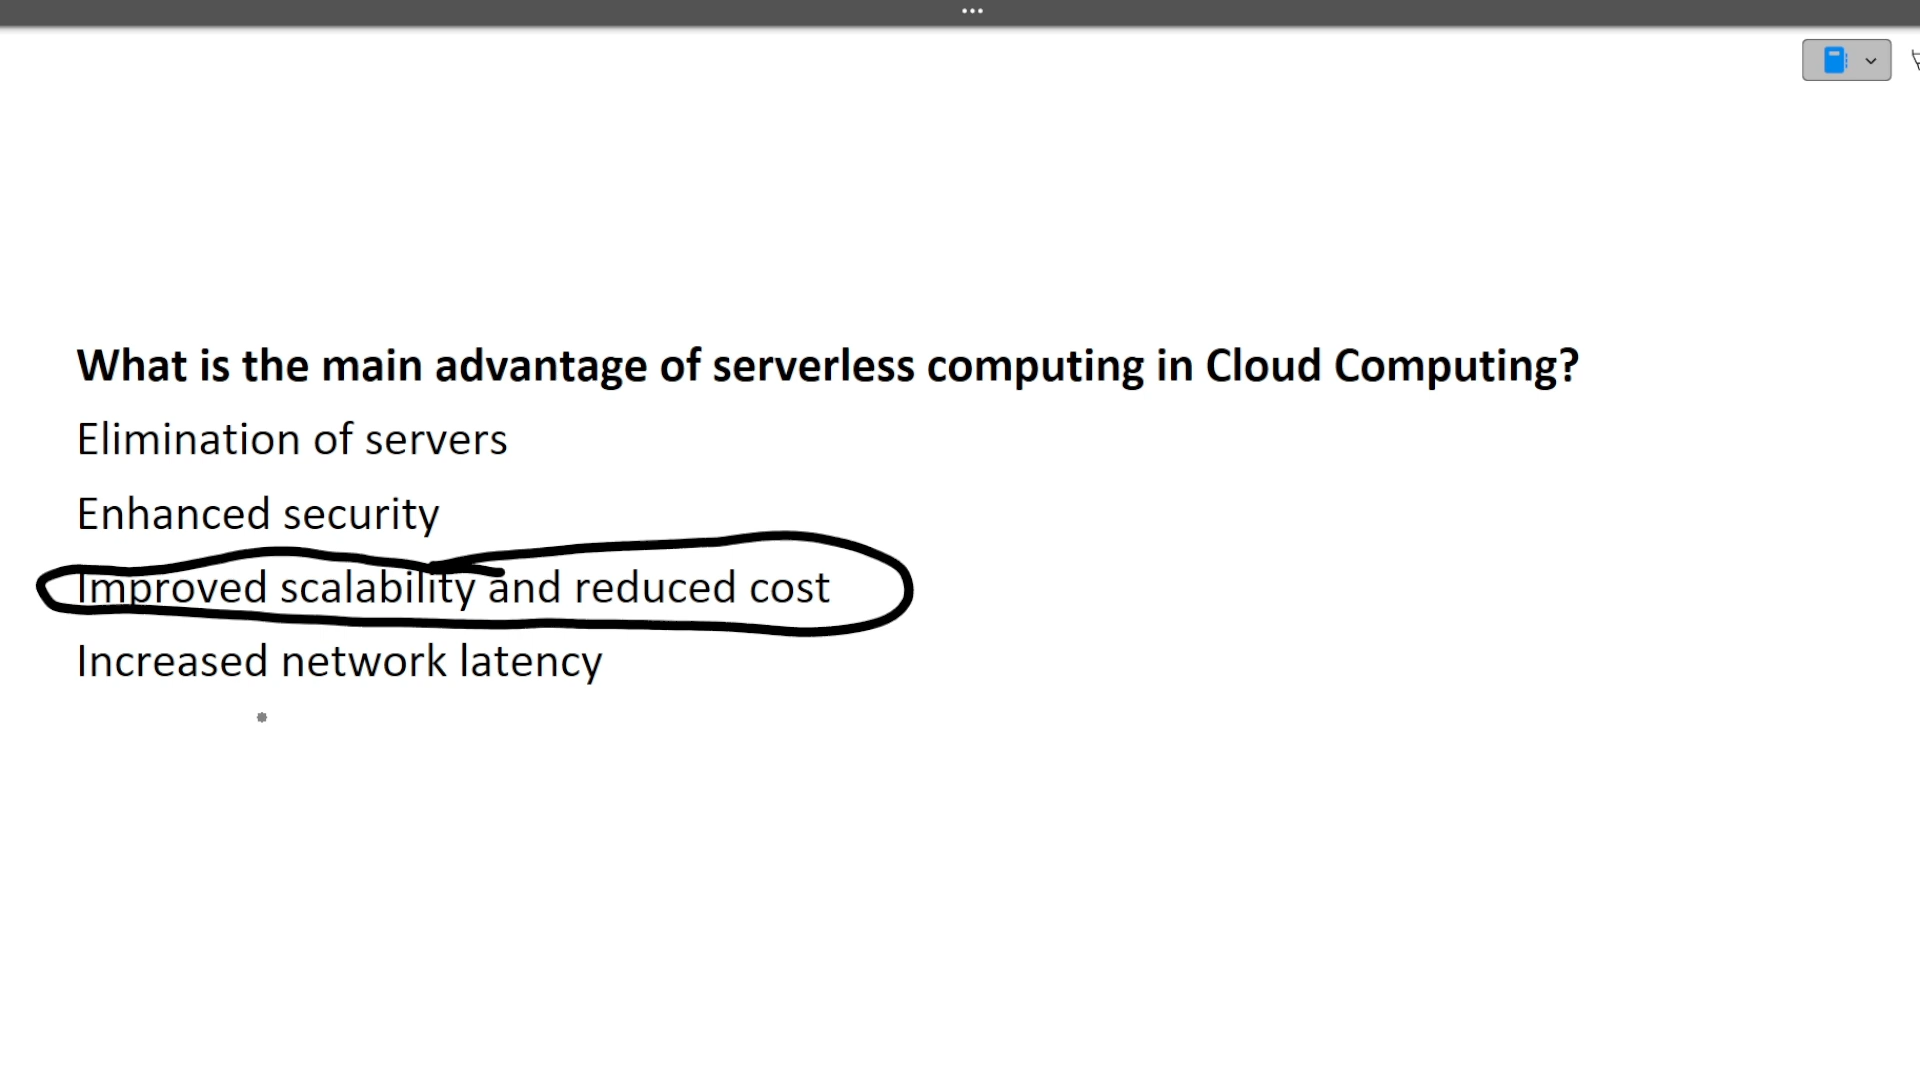 What is the main advantage of serverless computing in Cloud Computing?
Elimination of servers
Enhanced security
Improved scalability and reduced cost
Increased network latency